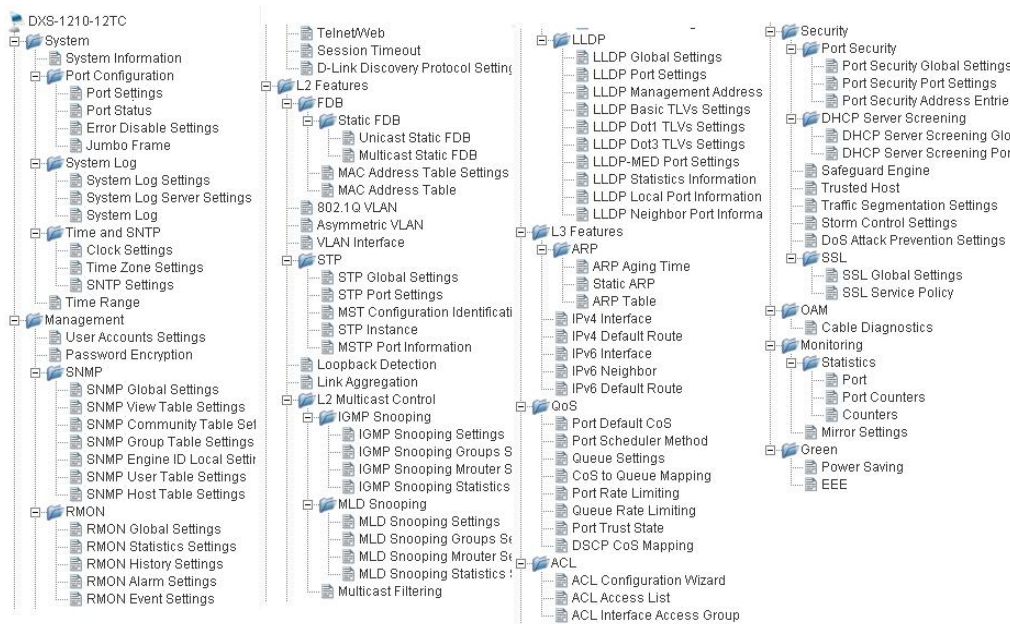 DXS-1210-12TC
System
System Information
Port Configuration
Port Settings
Port Status
Error Disable Settings
Jumbo Frame
System Log
System Log Settings
System Log Server Settings
System Log
Time and SNTP
Clock Settings
Time Zone Settings
SNTP Settings
Time Range
Management
User Accounts Settings
Password Encryption
SNMP
SNMP Global Settings
SNMP View Table Settings
SNMP Community Table Set
SNMP Group Table Settings
SNMP Engine ID Local Settin
SNMP User Table Settings
SNMP Host Table Settings
RMON
RMON Global Settings
RMON Statistics Settings
RMON History Settings
RMON Alarm Settings
RMON Event Settings
Telnet/Web
Session Timeout
D-Link Discovery Protocol Setting
L2 Features
FDB
Static FDB
Unicast Static FDB
Multicast Static FDB
MAC Address Table Settings
MAC Address Table
802.1Q VLAN
Asymmetric VLAN
VLAN Interface
STP
STP Global Settings
STP Port Settings
MST Configuration Identificati
STP Instance
MSTP Port Information
Loopback Detection
Link Aggregation
L2 Multicast Control
IGMP Snooping
IGMP Snooping Settings
IGMP Snooping Groups S
IGMP Snooping Mrouter S
IGMP Snooping Statistics
MLD Snooping
MLD Snooping Settings
MLD Snooping Groups Se
MLD Snooping Mrouter Se
MLD Snooping Statistics
Multicast Filtering
LLDP
LLDP Global Settings
LLDP Port Settings
LLDP Management Address
LLDP Basic TLVs Settings
LLDP Dot1 TLVs Settings
LLDP Dot3 TLVs Settings
LLDP-MED Port Settings
LLDP Statistics Information
LLDP Local Port Information
LLDP Neighbor Port Informa
L3 Features
ARP
ARP Aging Time
Static ARP
ARP Table
IPv4 Interface
IPv4 Default Route
IPv6 Interface
IPv6 Neighbor
IPv6 Default Route
QoS
Port Default CoS
Port Scheduler Method
Queue Settings
CoS to Queue Mapping
Port Rate Limiting
Queue Rate Limiting
Port Trust State
DSCP CoS Mapping
ACL
ACL Configuration Wizard
ACL Access List
ACL Interface Access Group
Security
Port Security
Port Security Global Settings
Port Security Port Settings
Port Security Address Entrie
DHCP Server Screening
DHCP Server Screening Glo
DHCP Server Screening Por
Safeguard Engine
Trusted Host
Traffic Segmentation Settings
Storm Control Settings
DoS Attack Prevention Settings
SSL
SSL Global Settings
SSL Service Policy
OAM
Cable Diagnostics
Monitoring
Statistics
Port
Port Counters
Counters
Mirror Settings
Green
Power Saving
EEE